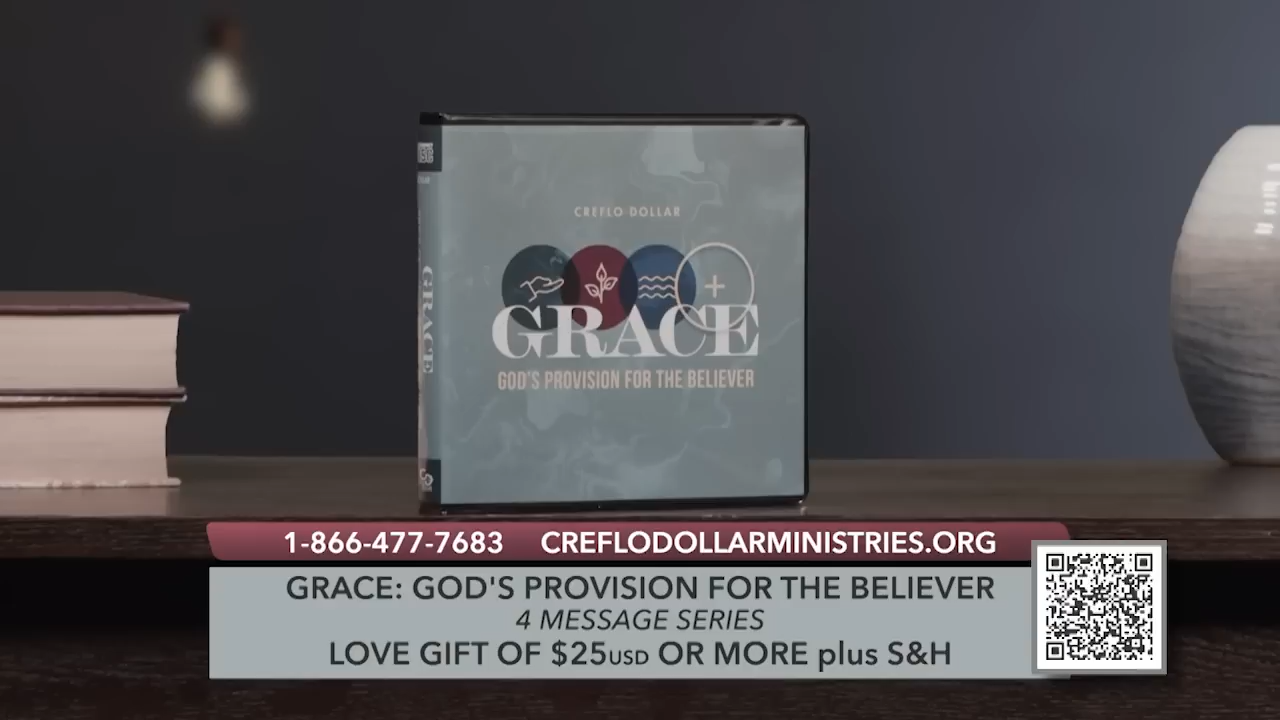 CREFLO DOLLAR
GRACE
GRACE
GOD'S PROVISION FOR THE BELIEVER
1-866-477-7683 CREFLODOLLARMINISTRIES.ORG
GRACE: GOD'S PROVISION FOR THE BELIEVER
4 MESSAGE SERIES
LOVE GIFT OF $25USD OR MORE plus S&H